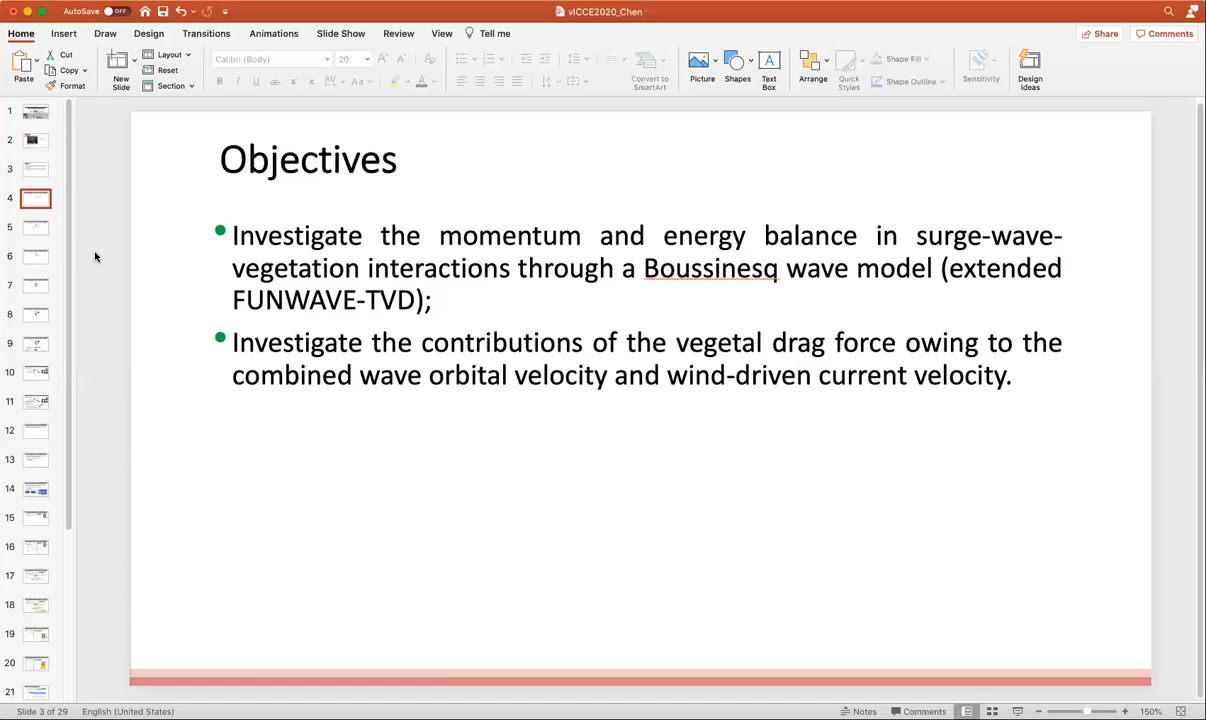 AutoSave OFF vICCE2020_Chen
Home Insert Draw Design Transitions Animations Slide Show Review View Tell me Share Comments
Paste Cut Copy Format New Slide Layout Reset Section Calibri (Body) 20 Convert to SmartArt Picture Shapes Text Box Arrange Quick Styles Shape Fill Shape Outline Sensitivity Design Ideas
1
2
3
4
5
6
7
8
9
10
11
12
13
14
15
16
17
18
19
20
21
Objectives
Investigate the momentum and energy balance in surge-wave-
vegetation interactions through a Boussinesq wave model (extended
FUNWAVE-TVD);
Investigate the contributions of the vegetal drag force owing to the
combined wave orbital velocity and wind-driven current velocity.
Slide 3 of 29 English (United States) Notes Comments 150%